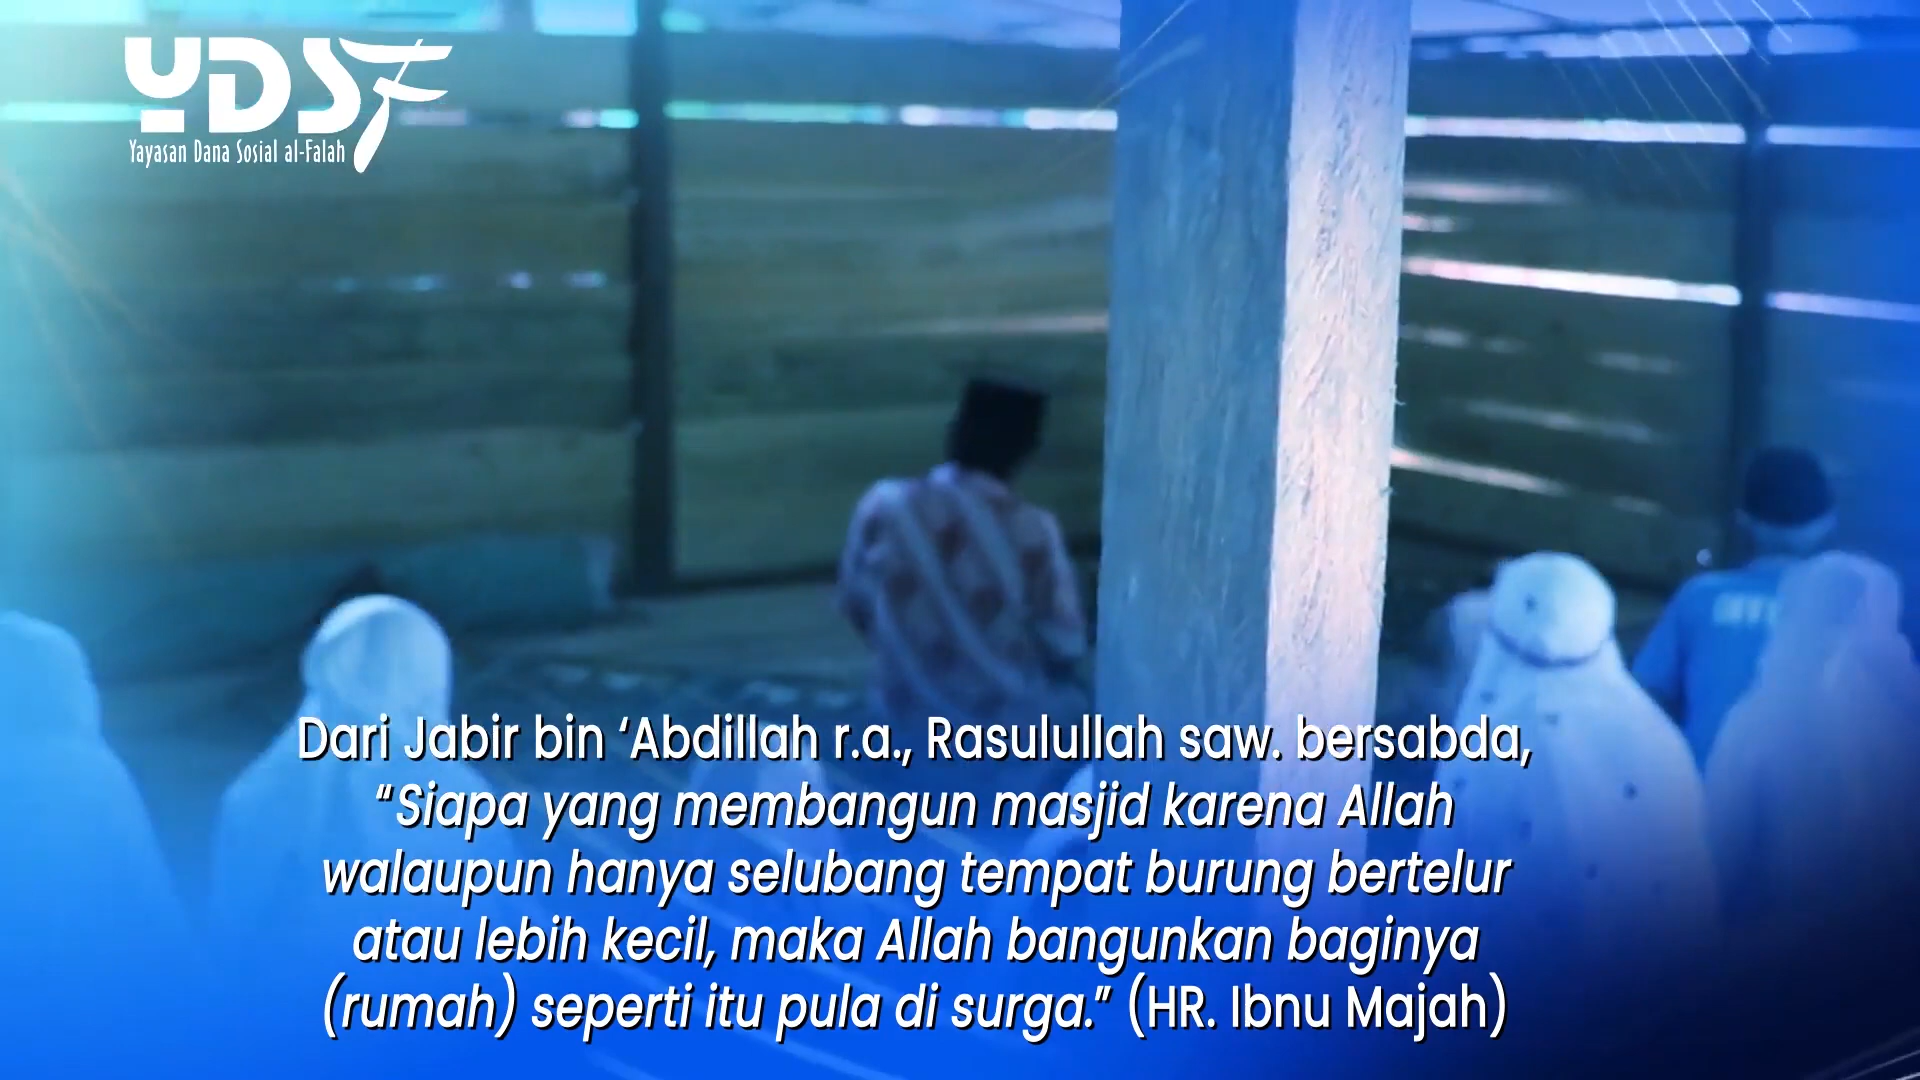 YDSF
Yayasan Dana Sosial al-Falah
Dari Jabir bin ‘Abdillah r.a., Rasulullah saw. bersabda,
“Siapa yang membangun masjid karena Allah
walaupun hanya selubang tempat burung bertelur
atau lebih kecil, maka Allah bangunkan baginya
(rumah) seperti itu pula di surga.” (HR. Ibnu Majah)